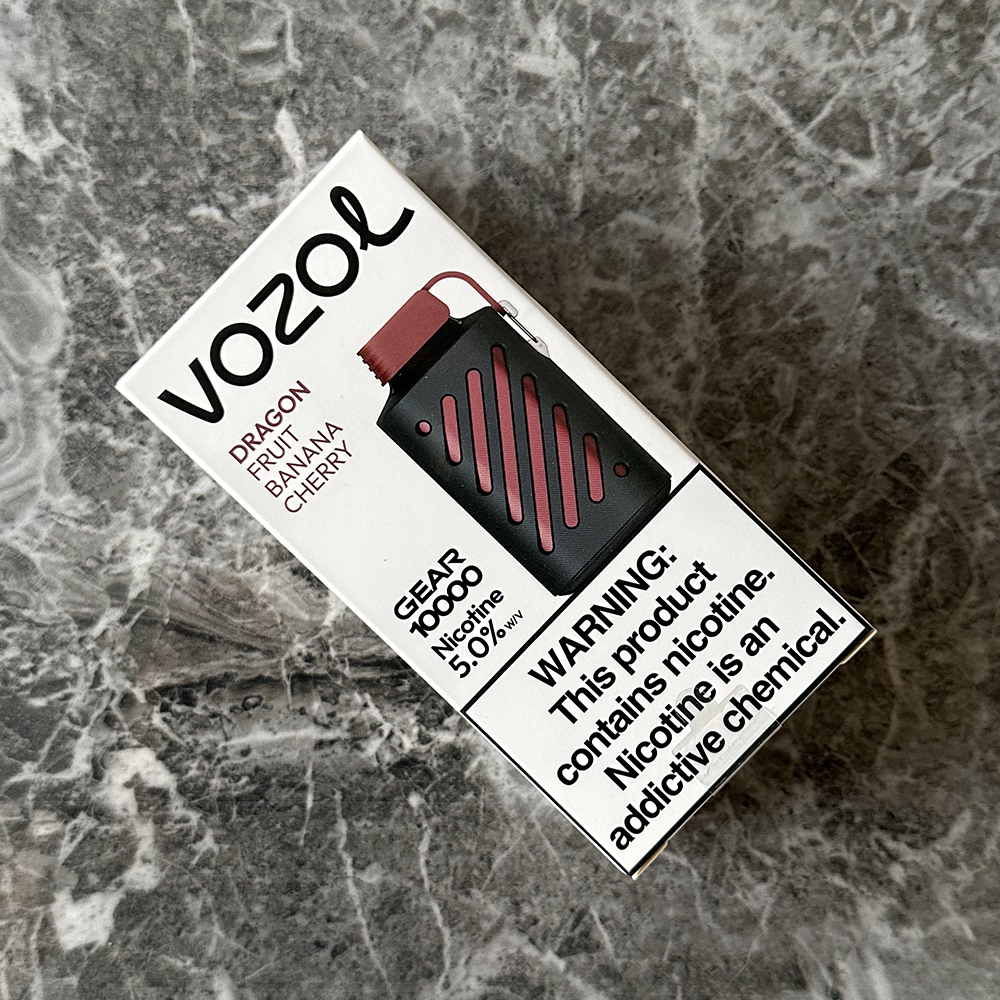 VOZOL
DRAGON
FRUIT
BANANA
CHERRY
GEAR
10000
Nicotine
5.0% w/v
WARNING:
This product
contains nicotine.
Nicotine is an
addictive chemical.